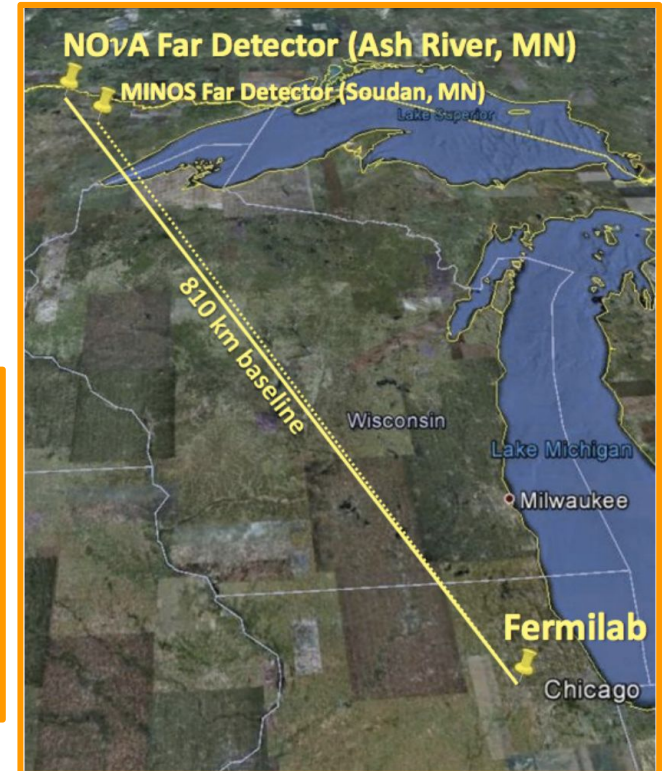 NOνA Far Detector (Ash River, MN)
MINOS Far Detector (Soudan, MN)
Lake Superior
810 km baseline
Wisconsin
Lake Michigan
Milwaukee
Fermilab
Chicago